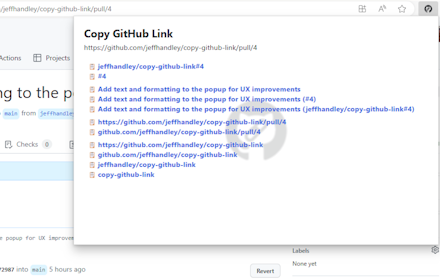 /jeffhandley/copy-github-link/pull/4
Copy GitHub Link
https://github.com/jeffhandley/copy-github-link/pull/4
Actions
Projects
jeffhandley/copy-github-link#4
#4
ng to the p
Add text and formatting to the popup for UX improvements
Add text and formatting to the popup for UX improvements (#4)
Add text and formatting to the popup for UX improvements (jeffhandley/copy-github-link#4)
main from jeffhandley
https://github.com/jeffhandley/copy-github-link/pull/4
github.com/jeffhandley/copy-github-link/pull/4
Checks 0
https://github.com/jeffhandley/copy-github-link
github.com/jeffhandley/copy-github-link
jeffhandley/copy-github-link
copy-github-link
e popup for UX improvem
Labels
None yet
72987 into main 5 hours ago
Revert